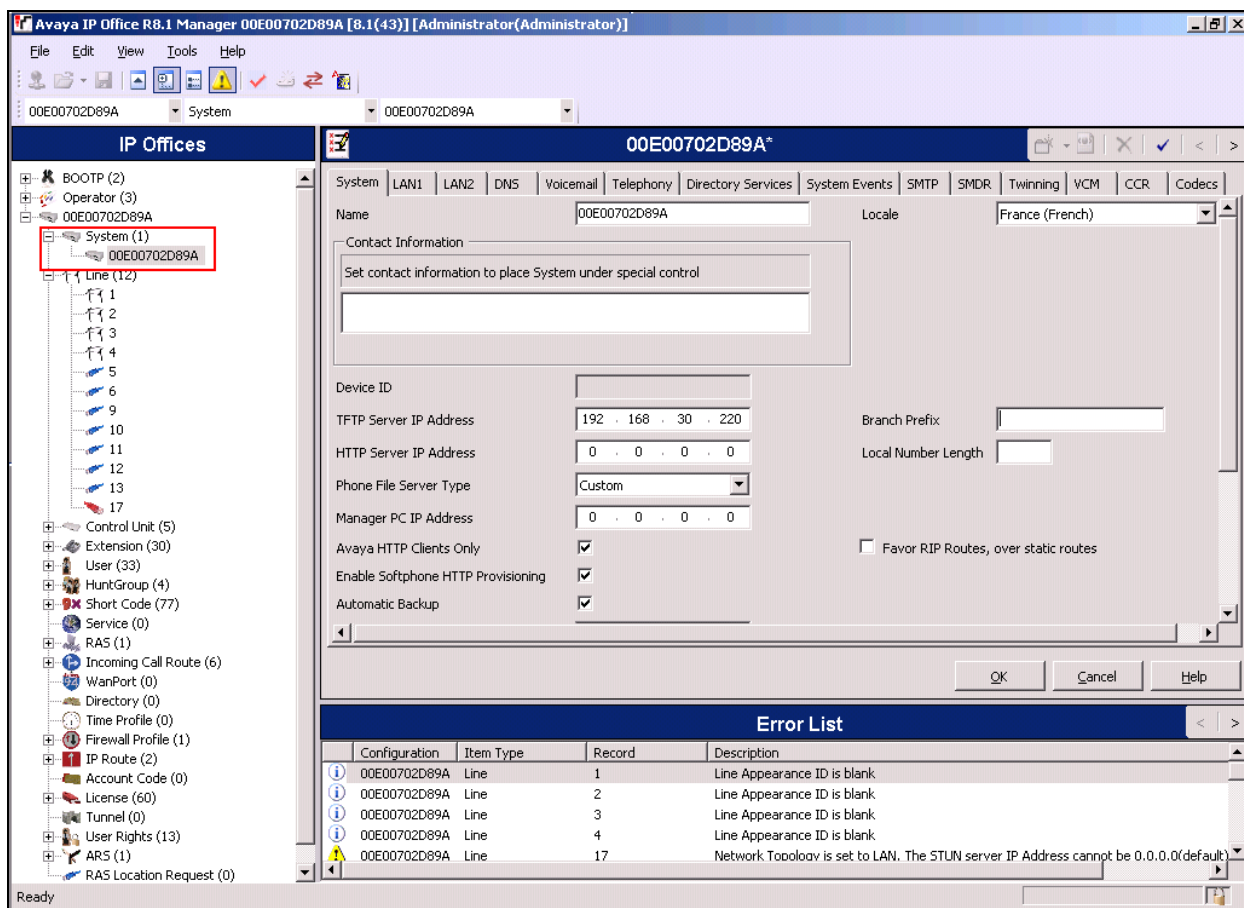 Avaya IP Office R8.1 Manager 00E00702D89A [8.1(43)] [Administrator(Administrator)]
File Edit View Tools Help
00E00702D89A System 00E00702D89A
IP Offices
BOOTP (2)
Operator (3)
00E00702D89A
System (1)
00E00702D89A
Line (12)
1
2
3
4
5
6
9
10
11
12
13
17
Control Unit (5)
Extension (30)
User (33)
HuntGroup (4)
Short Code (77)
Service (0)
RAS (1)
Incoming Call Route (6)
WanPort (0)
Directory (0)
Time Profile (0)
Firewall Profile (1)
IP Route (2)
Account Code (0)
License (60)
Tunnel (0)
User Rights (13)
ARS (1)
RAS Location Request (0)
00E00702D89A*
System LAN1 LAN2 DNS Voicemail Telephony Directory Services System Events SMTP SMDR Twinning VCM CCR Codecs
Name 00E00702D89A Locale France (French)
Contact Information
Set contact information to place System under special control
Device ID
TFTP Server IP Address 192 . 168 . 30 . 220 Branch Prefix
HTTP Server IP Address 0 . 0 . 0 . 0 Local Number Length
Phone File Server Type Custom
Manager PC IP Address 0 . 0 . 0 . 0
Avaya HTTP Clients Only Favor RIP Routes, over static routes
Enable Softphone HTTP Provisioning
Automatic Backup
OK Cancel Help
Error List
Configuration Item Type Record Description
00E00702D89A Line 1 Line Appearance ID is blank
00E00702D89A Line 2 Line Appearance ID is blank
00E00702D89A Line 3 Line Appearance ID is blank
00E00702D89A Line 4 Line Appearance ID is blank
00E00702D89A Line 17 Network Topology is set to LAN. The STUN server IP Address cannot be 0.0.0.0(default)
Ready